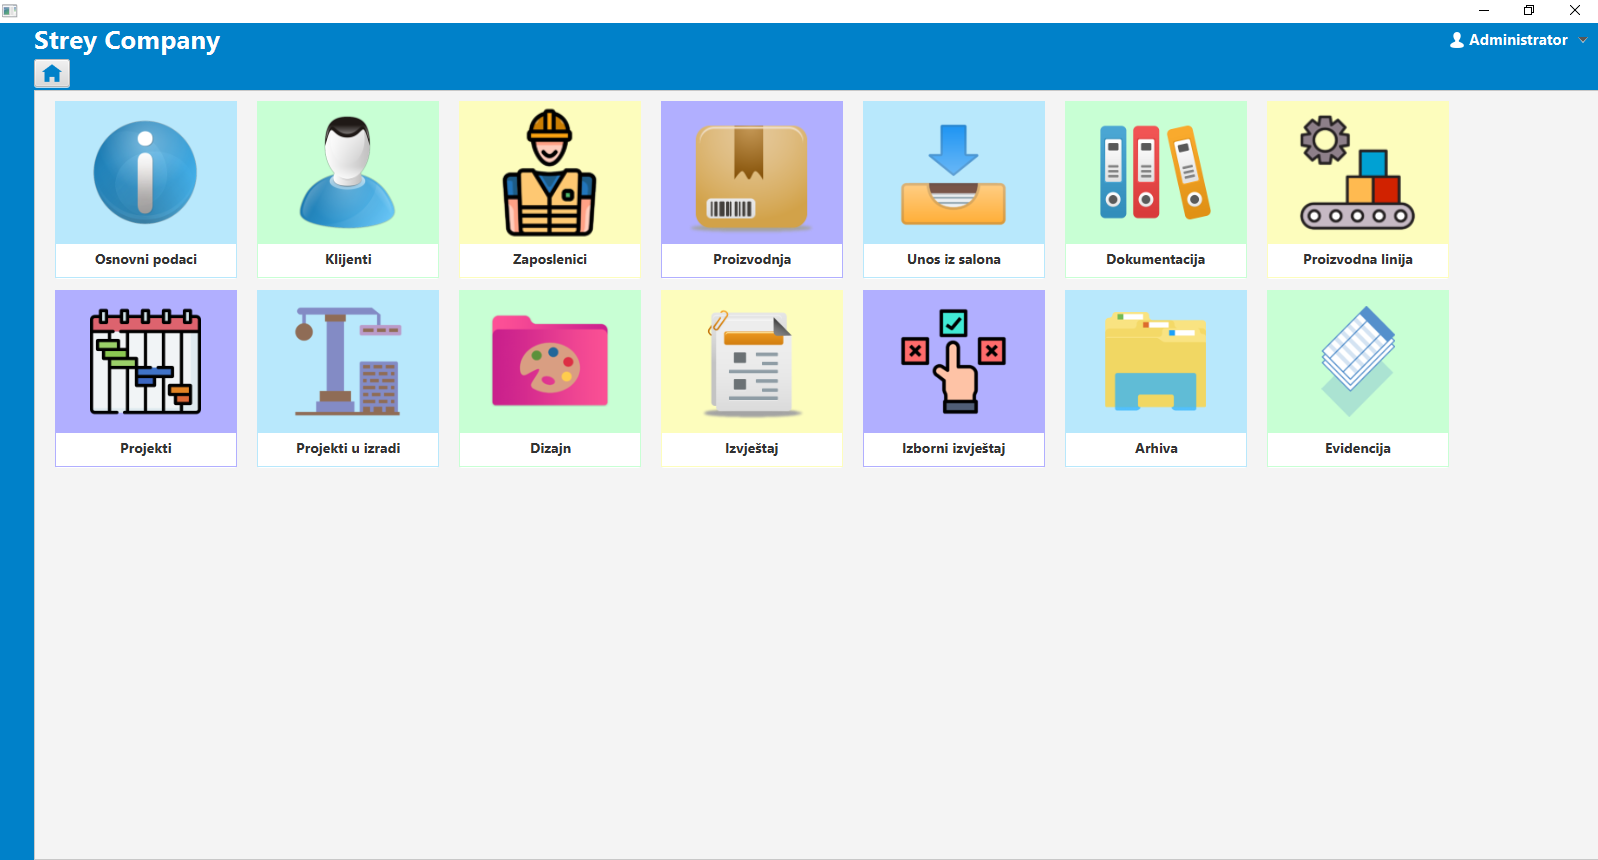 Strey Company
Administrator
Osnovni podaci
Klijenti
Zaposlenici
Proizvodnja
Unos iz salona
Dokumentacija
Proizvodna linija
Projekti
Projekti u izradi
Dizajn
Izvještaj
Izborni izvještaj
Arhiva
Evidencija